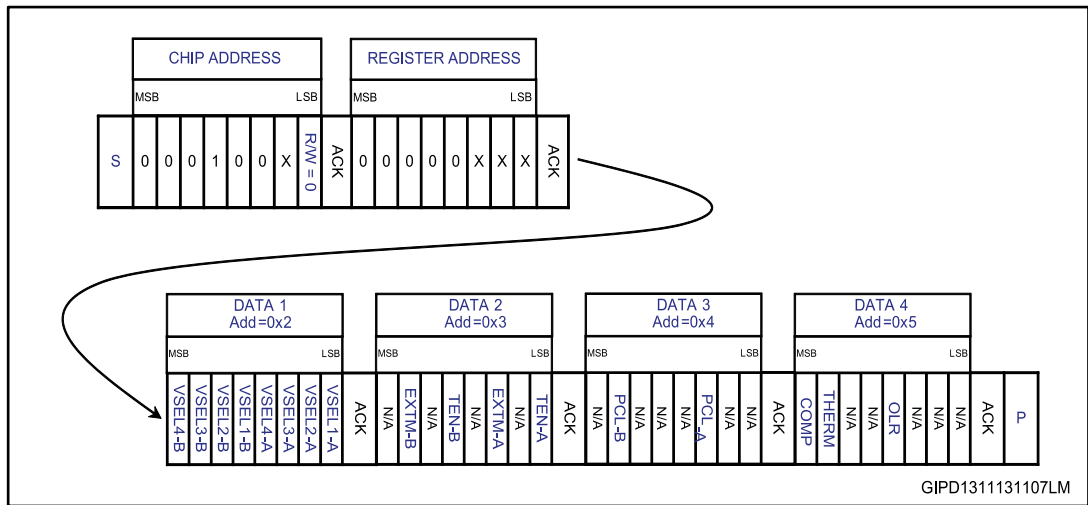 CHIP ADDRESS REGISTER ADDRESS
MSB LSB MSB LSB
S 0 0 0 1 0 0 X R/W = 0 ACK 0 0 0 0 0 X X X ACK
DATA 1 DATA 2 DATA 3 DATA 4
Add=0x2 Add=0x3 Add=0x4 Add=0x5
MSB LSB MSB LSB MSB LSB MSB LSB
VSEL4-B VSEL3-B VSEL2-B VSEL1-B VSEL4-A VSEL3-A VSEL2-A VSEL1-A ACK N/A EXTM-B N/A TEN-B N/A EXTM-A N/A TEN-A ACK N/A PCL-B N/A N/A N/A PCL-A N/A N/A ACK COMP THERM N/A N/A OLR N/A N/A N/A ACK P
GIPD1311131107LM